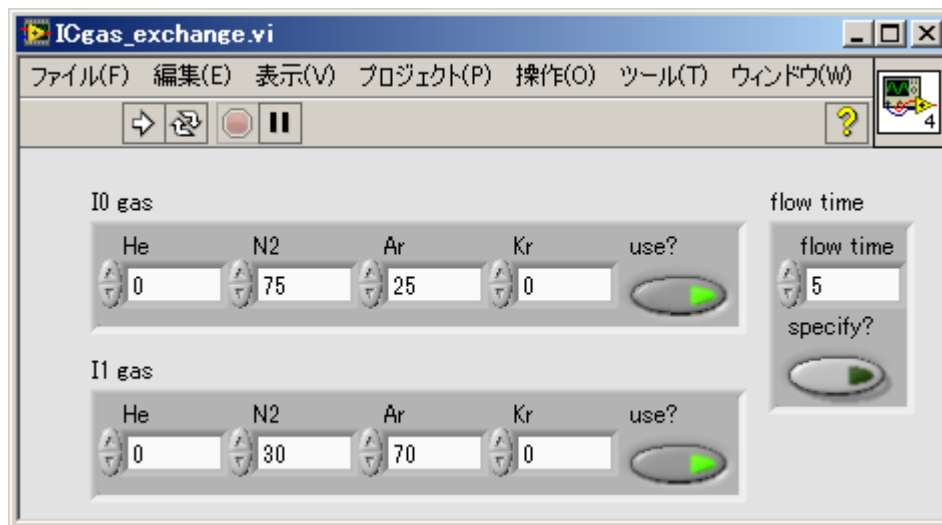 ICgas_exchange.vi
ファイル(F) 編集(E) 表示(V) プロジェクト(P) 操作(O) ツール(T) ウィンドウ(W)
?
4
I0 gas
He N2 Ar Kr use?
0 75 25 0
flow time
flow time
5
specify?
I1 gas
He N2 Ar Kr use?
0 30 70 0